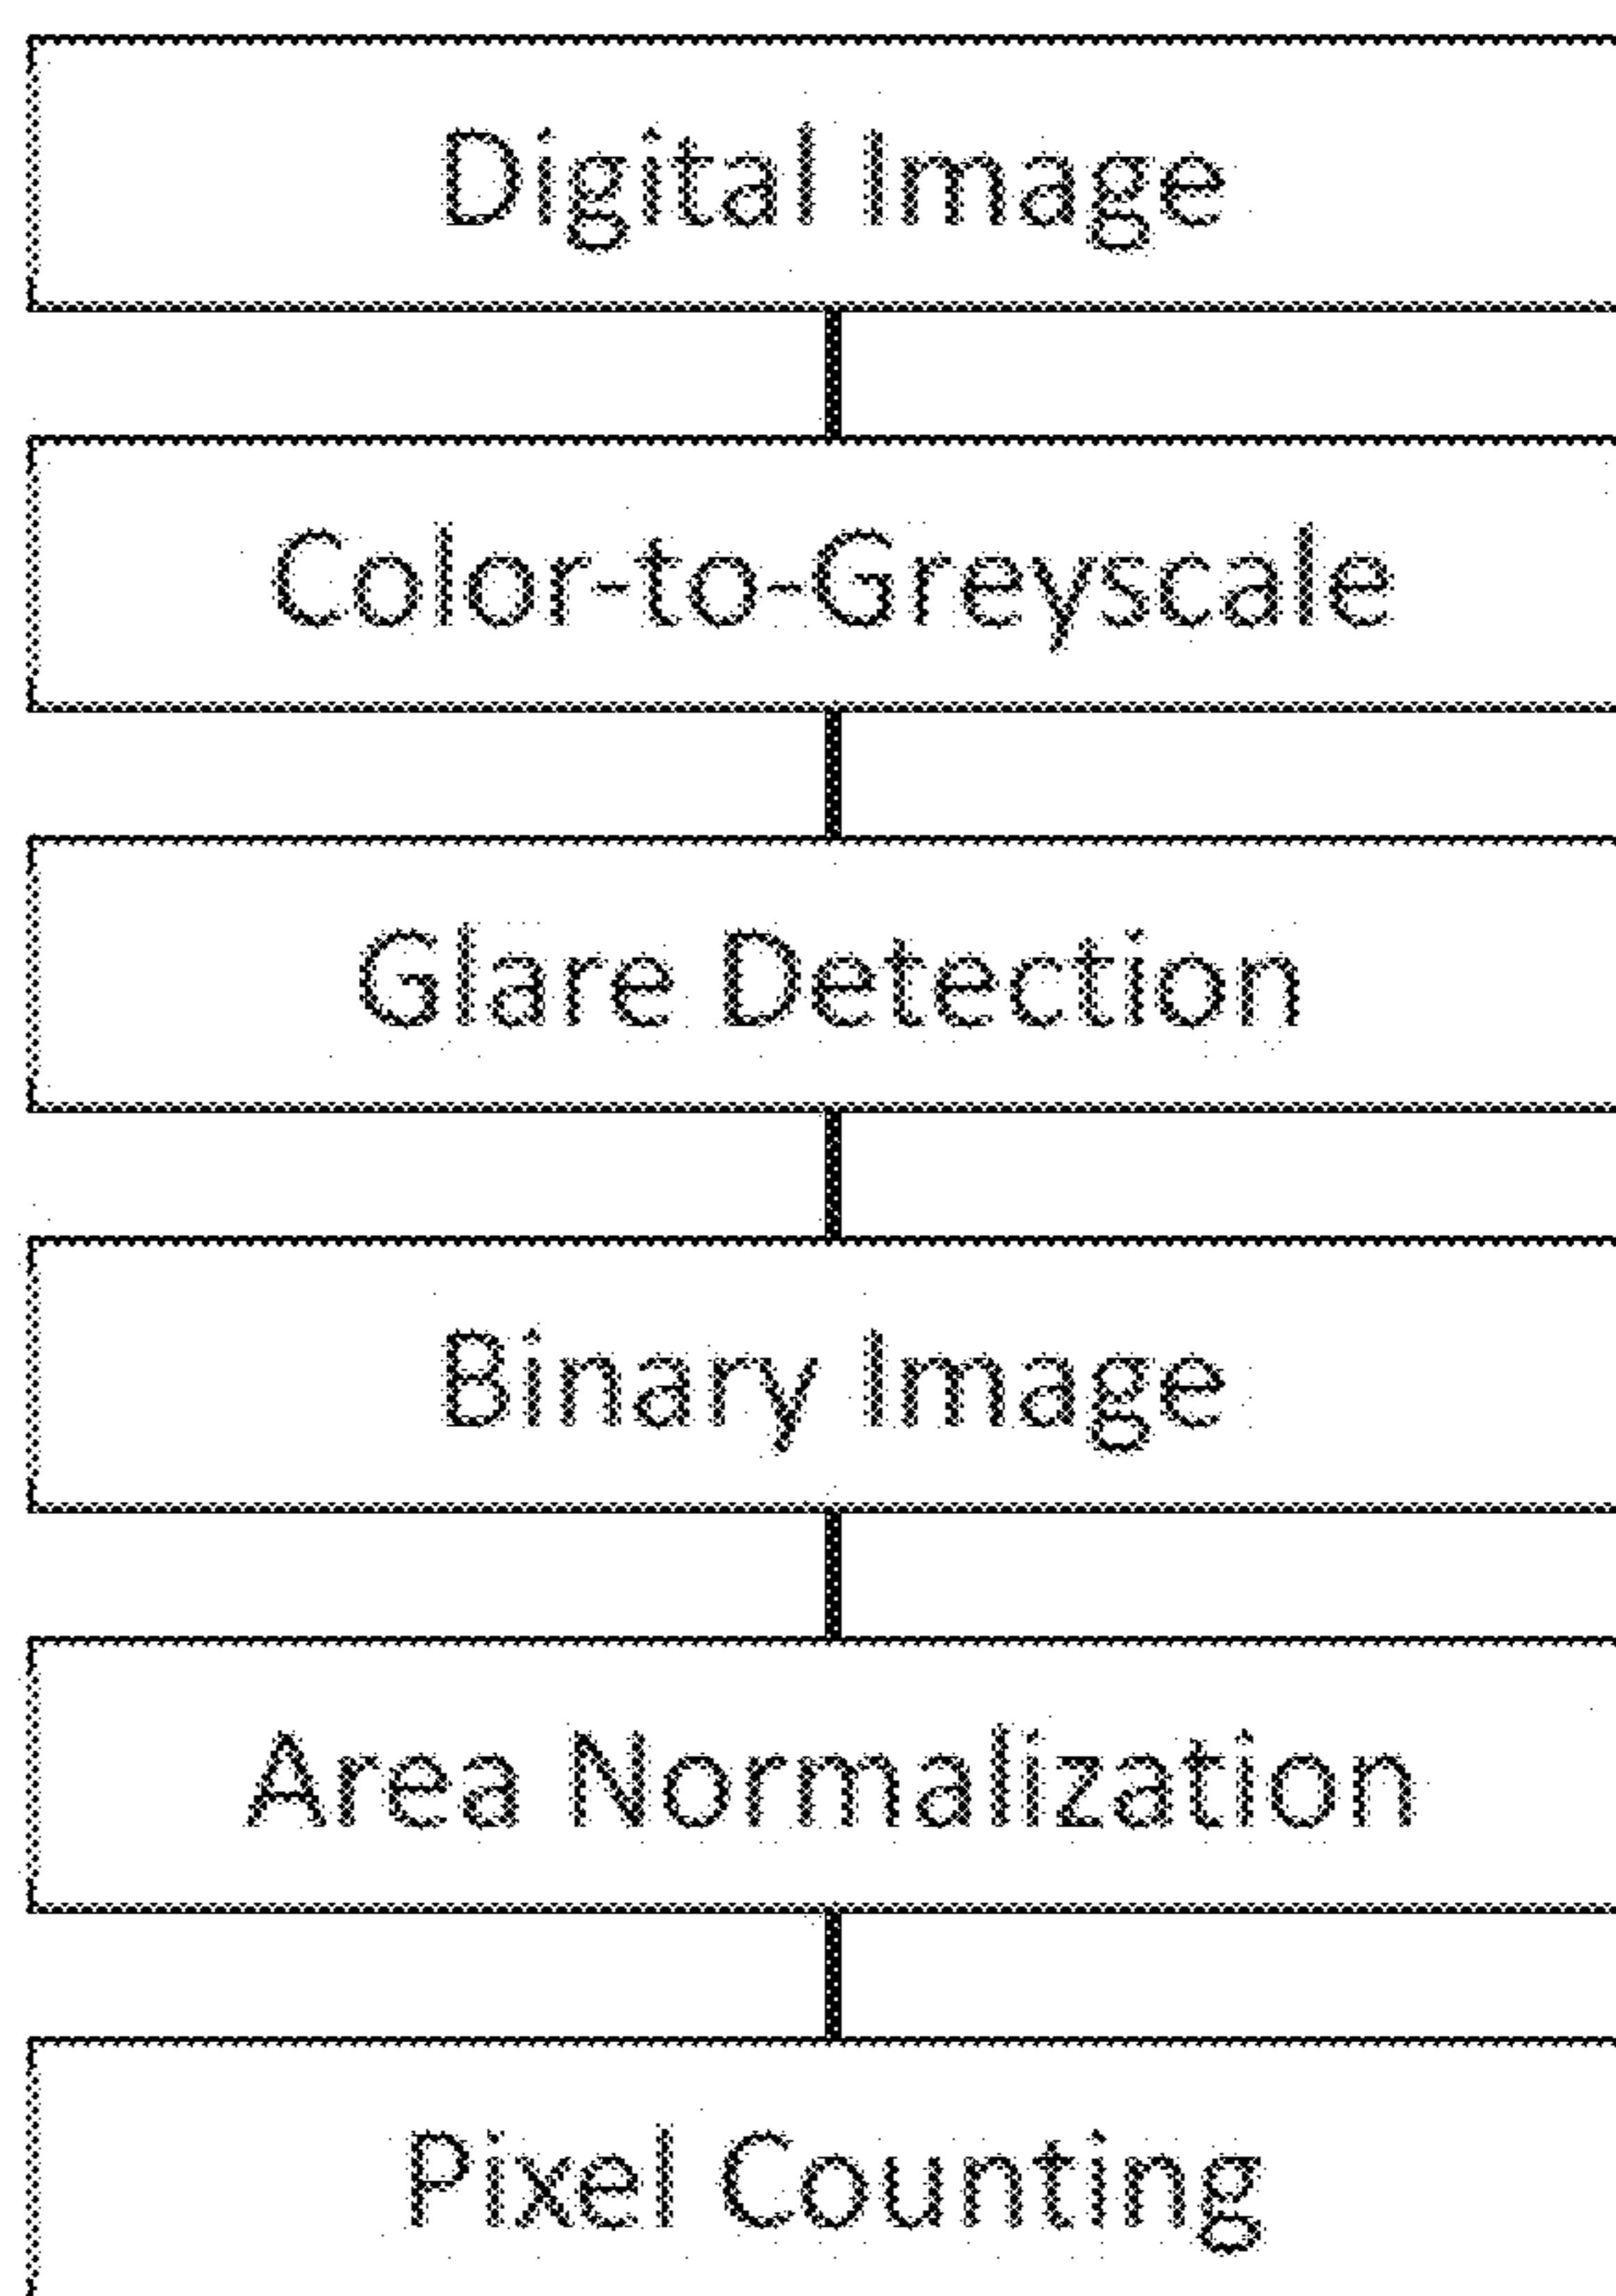 Digital Image
Color-to-Greyscale
Glare Detection
Binary Image
Area Normalization
Pixel Counting